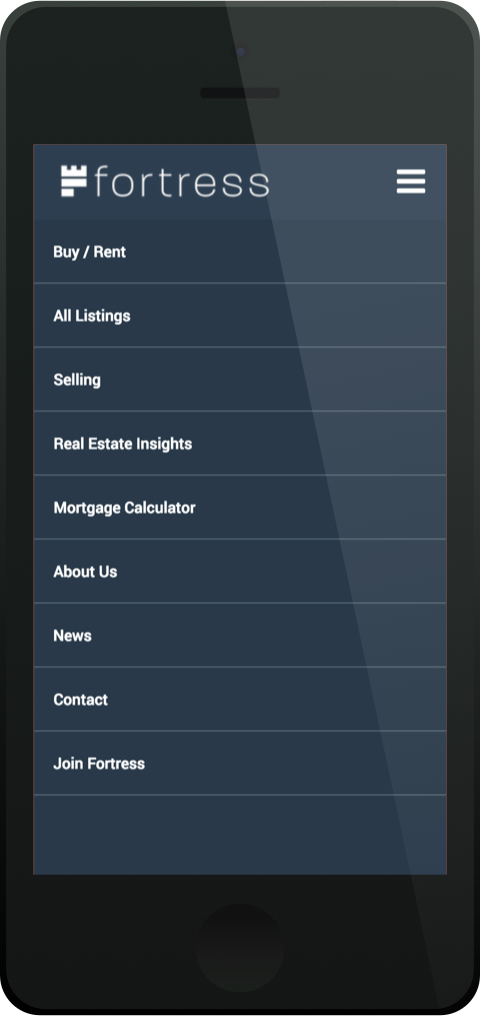 fortress
Buy / Rent
All Listings
Selling
Real Estate Insights
Mortgage Calculator
About Us
News
Contact
Join Fortress